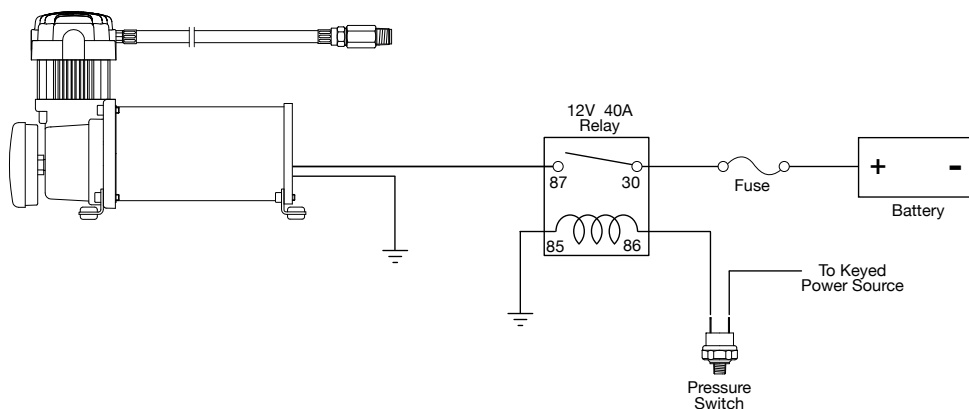 12V 40A
Relay
87
30
Fuse
+
-
Battery
85
86
To Keyed
Power Source
Pressure
Switch